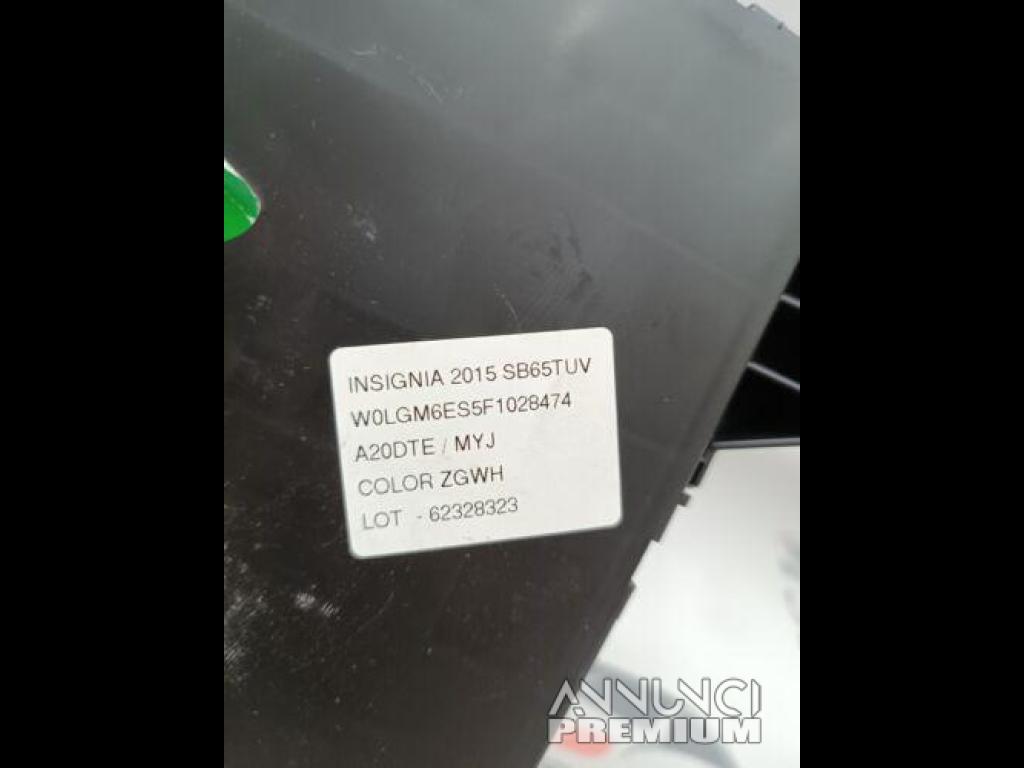 INSIGNIA 2015 SB65TUV
W0LGM6ES5F1028474
A20DTE / MYJ
COLOR ZGWH
LOT - 62328323
ANNUNCI
PREMIUM